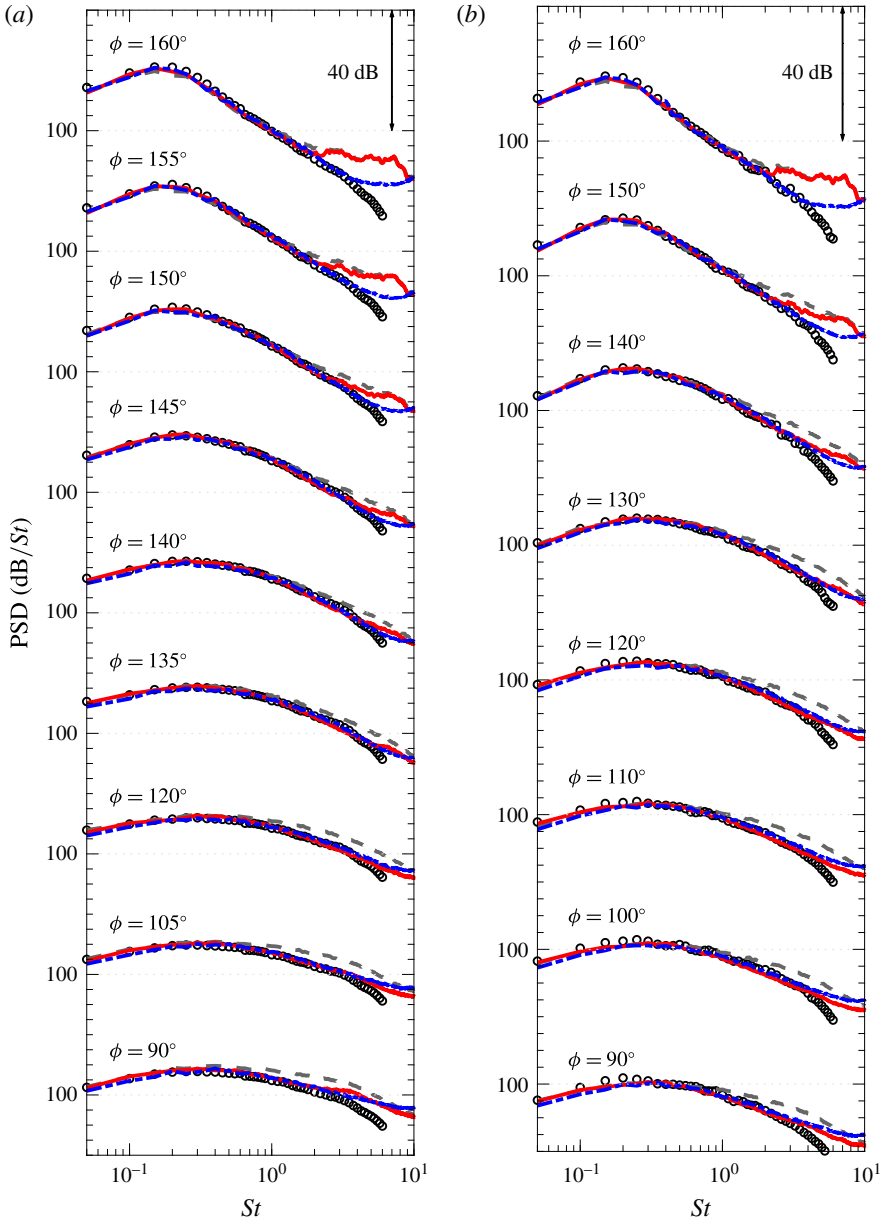 (a)
40 dB
ϕ = 160°
100
ϕ = 155°
100
ϕ = 150°
100
ϕ = 145°
100
ϕ = 140°
100
ϕ = 135°
100
ϕ = 120°
100
ϕ = 105°
100
ϕ = 90°
100
PSD (dB/St)
10⁻¹
10⁰
10¹
St
(b)
40 dB
ϕ = 160°
100
ϕ = 150°
100
ϕ = 140°
100
ϕ = 130°
100
ϕ = 120°
100
ϕ = 110°
100
ϕ = 100°
100
ϕ = 90°
100
10⁻¹
10⁰
10¹
St